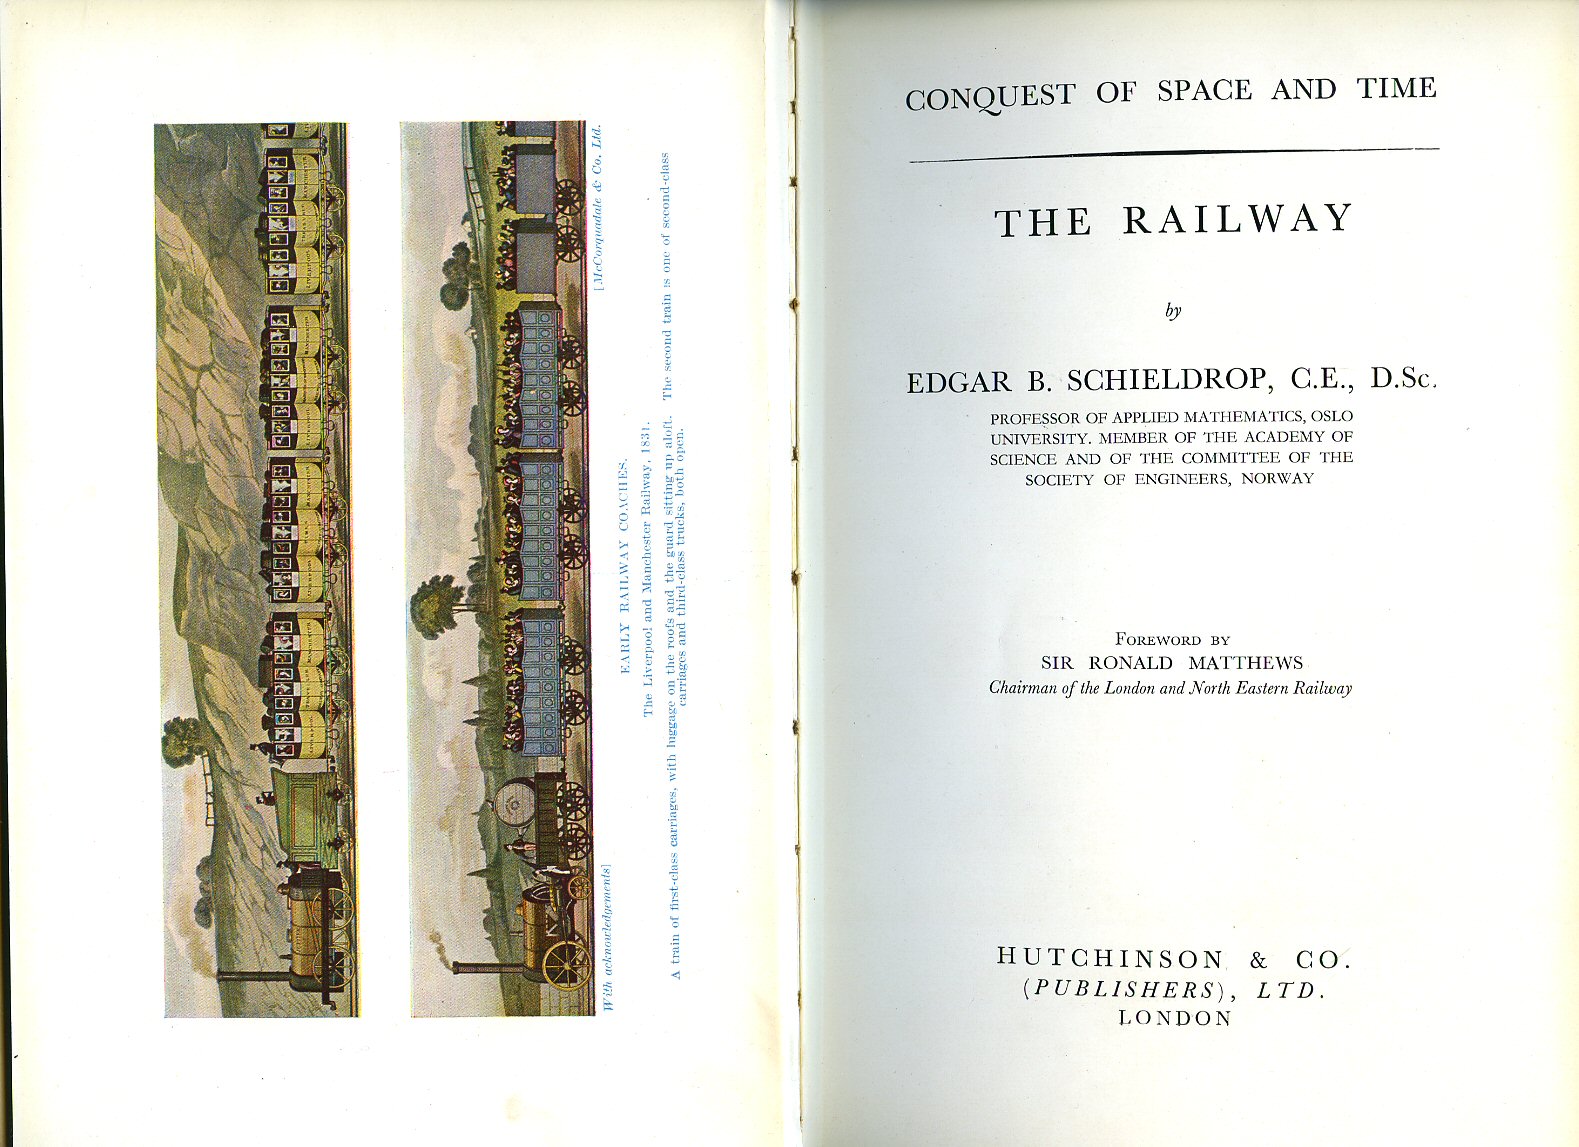 [McCorquadale & Co. Ltd.
With acknowledgements]
EARLY RAILWAY COACHES.
The Liverpool and Manchester Railway, 1831.
A train of first-class carriages, with luggage on the roofs and the guard sitting up aloft. The second train is one of second-class
carriages and third-class trucks, both open.
CONQUEST OF SPACE AND TIME
THE RAILWAY
by
EDGAR B. SCHIELDROP, C.E., D.Sc.
PROFESSOR OF APPLIED MATHEMATICS, OSLO
UNIVERSITY. MEMBER OF THE ACADEMY OF
SCIENCE AND OF THE COMMITTEE OF THE
SOCIETY OF ENGINEERS, NORWAY
FOREWORD BY
SIR RONALD MATTHEWS
Chairman of the London and North Eastern Railway
HUTCHINSON & CO.
(PUBLISHERS), LTD.
LONDON